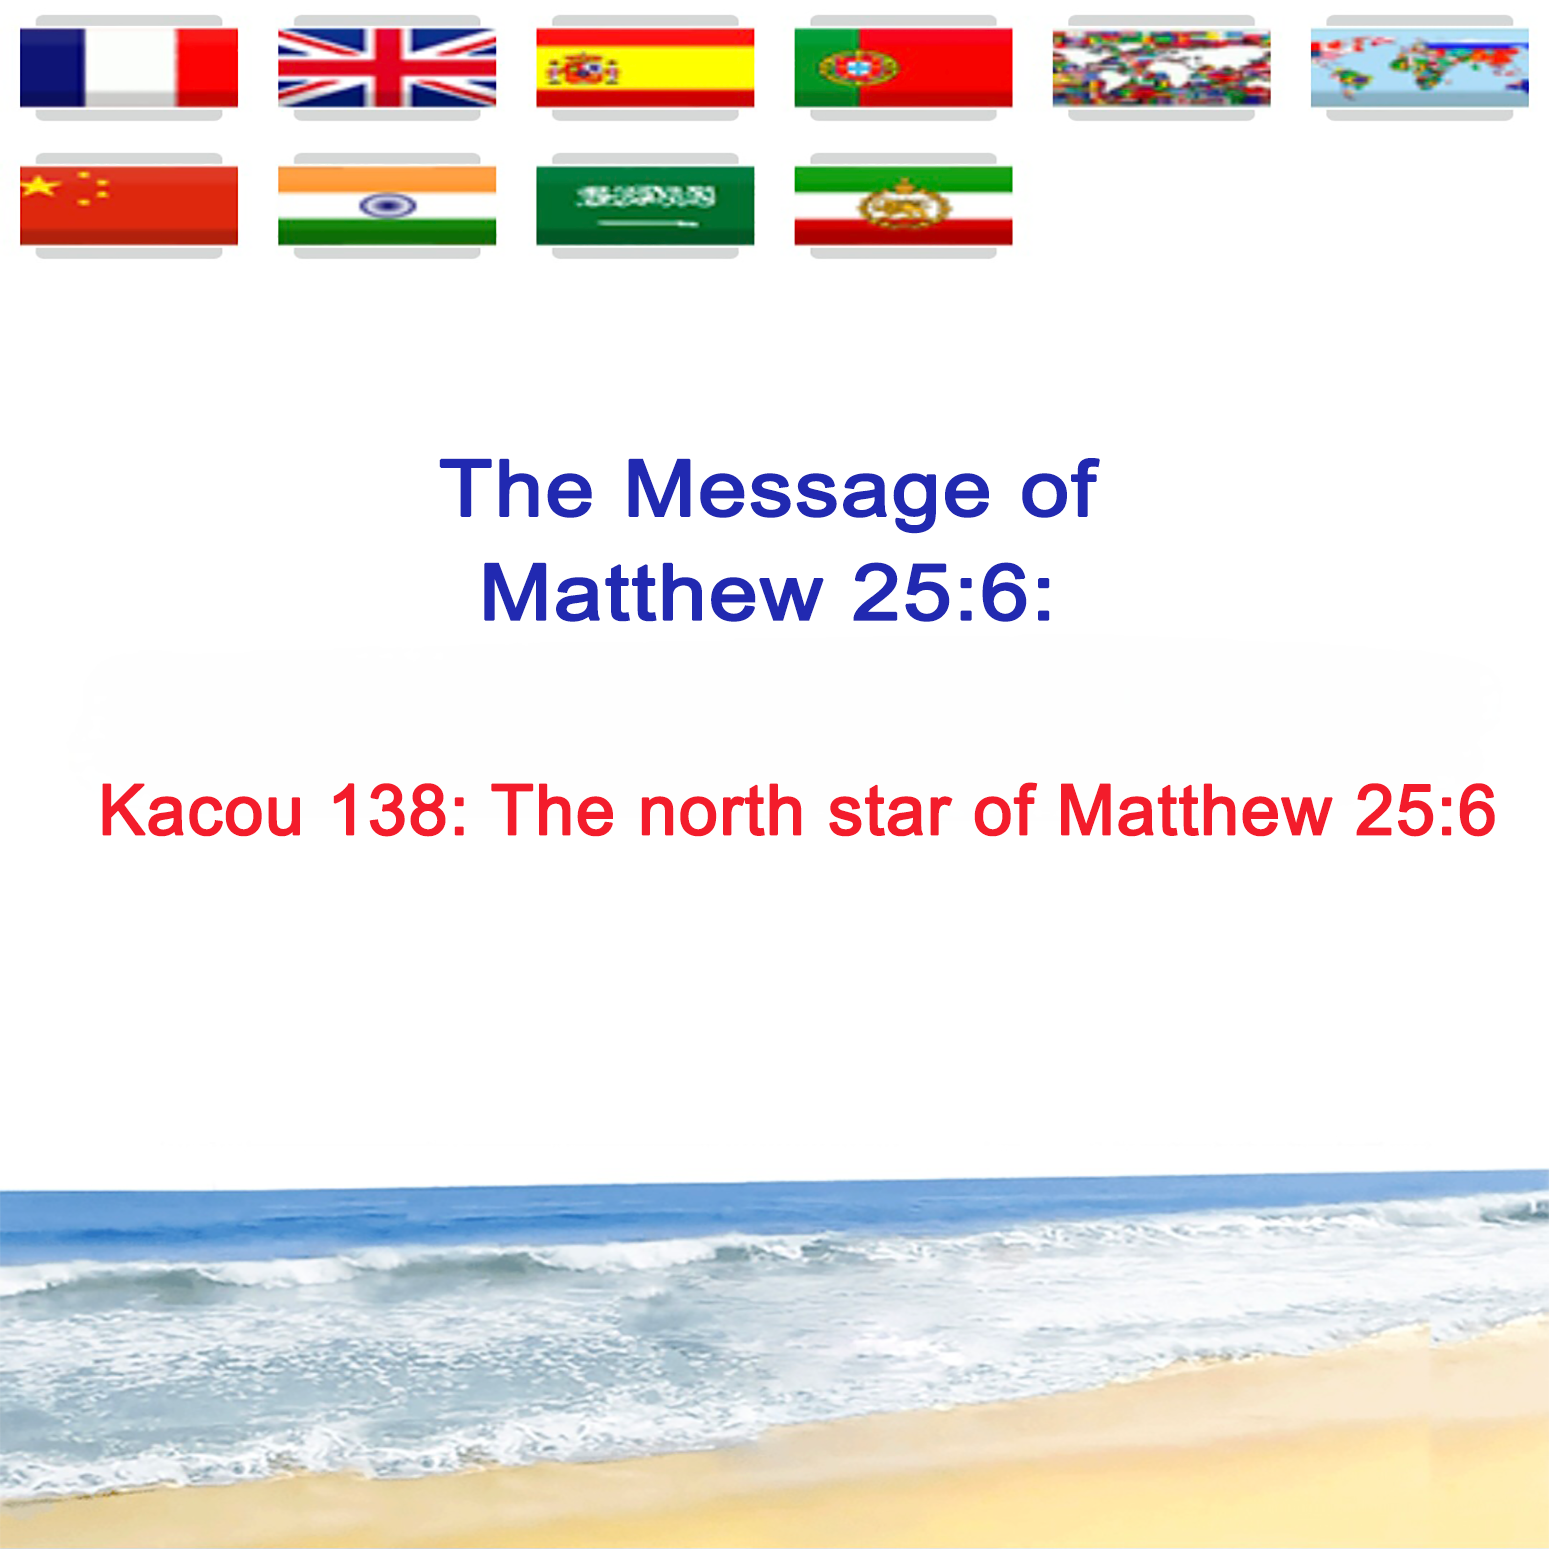 The Message of
Matthew 25:6:
Kacou 138: The north star of Matthew 25:6